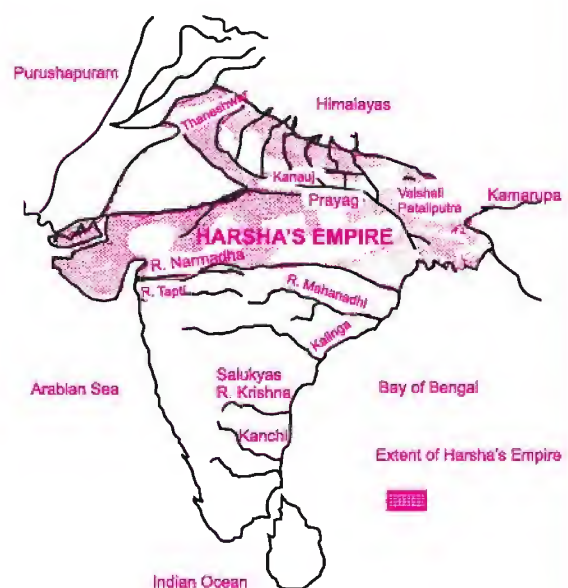 Purushapuram
Himalayas
Thaneshwar
Kanauj
Prayag
Vaishali
Pataliputra
Kamarupa
HARSHA'S EMPIRE
R. Narmadha
R. Tapti
R. Mahanadhi
Kalinga
Salukyas
R. Krishna
Arabian Sea
Bay of Bengal
Kanchi
Extent of Harsha's Empire
Indian Ocean